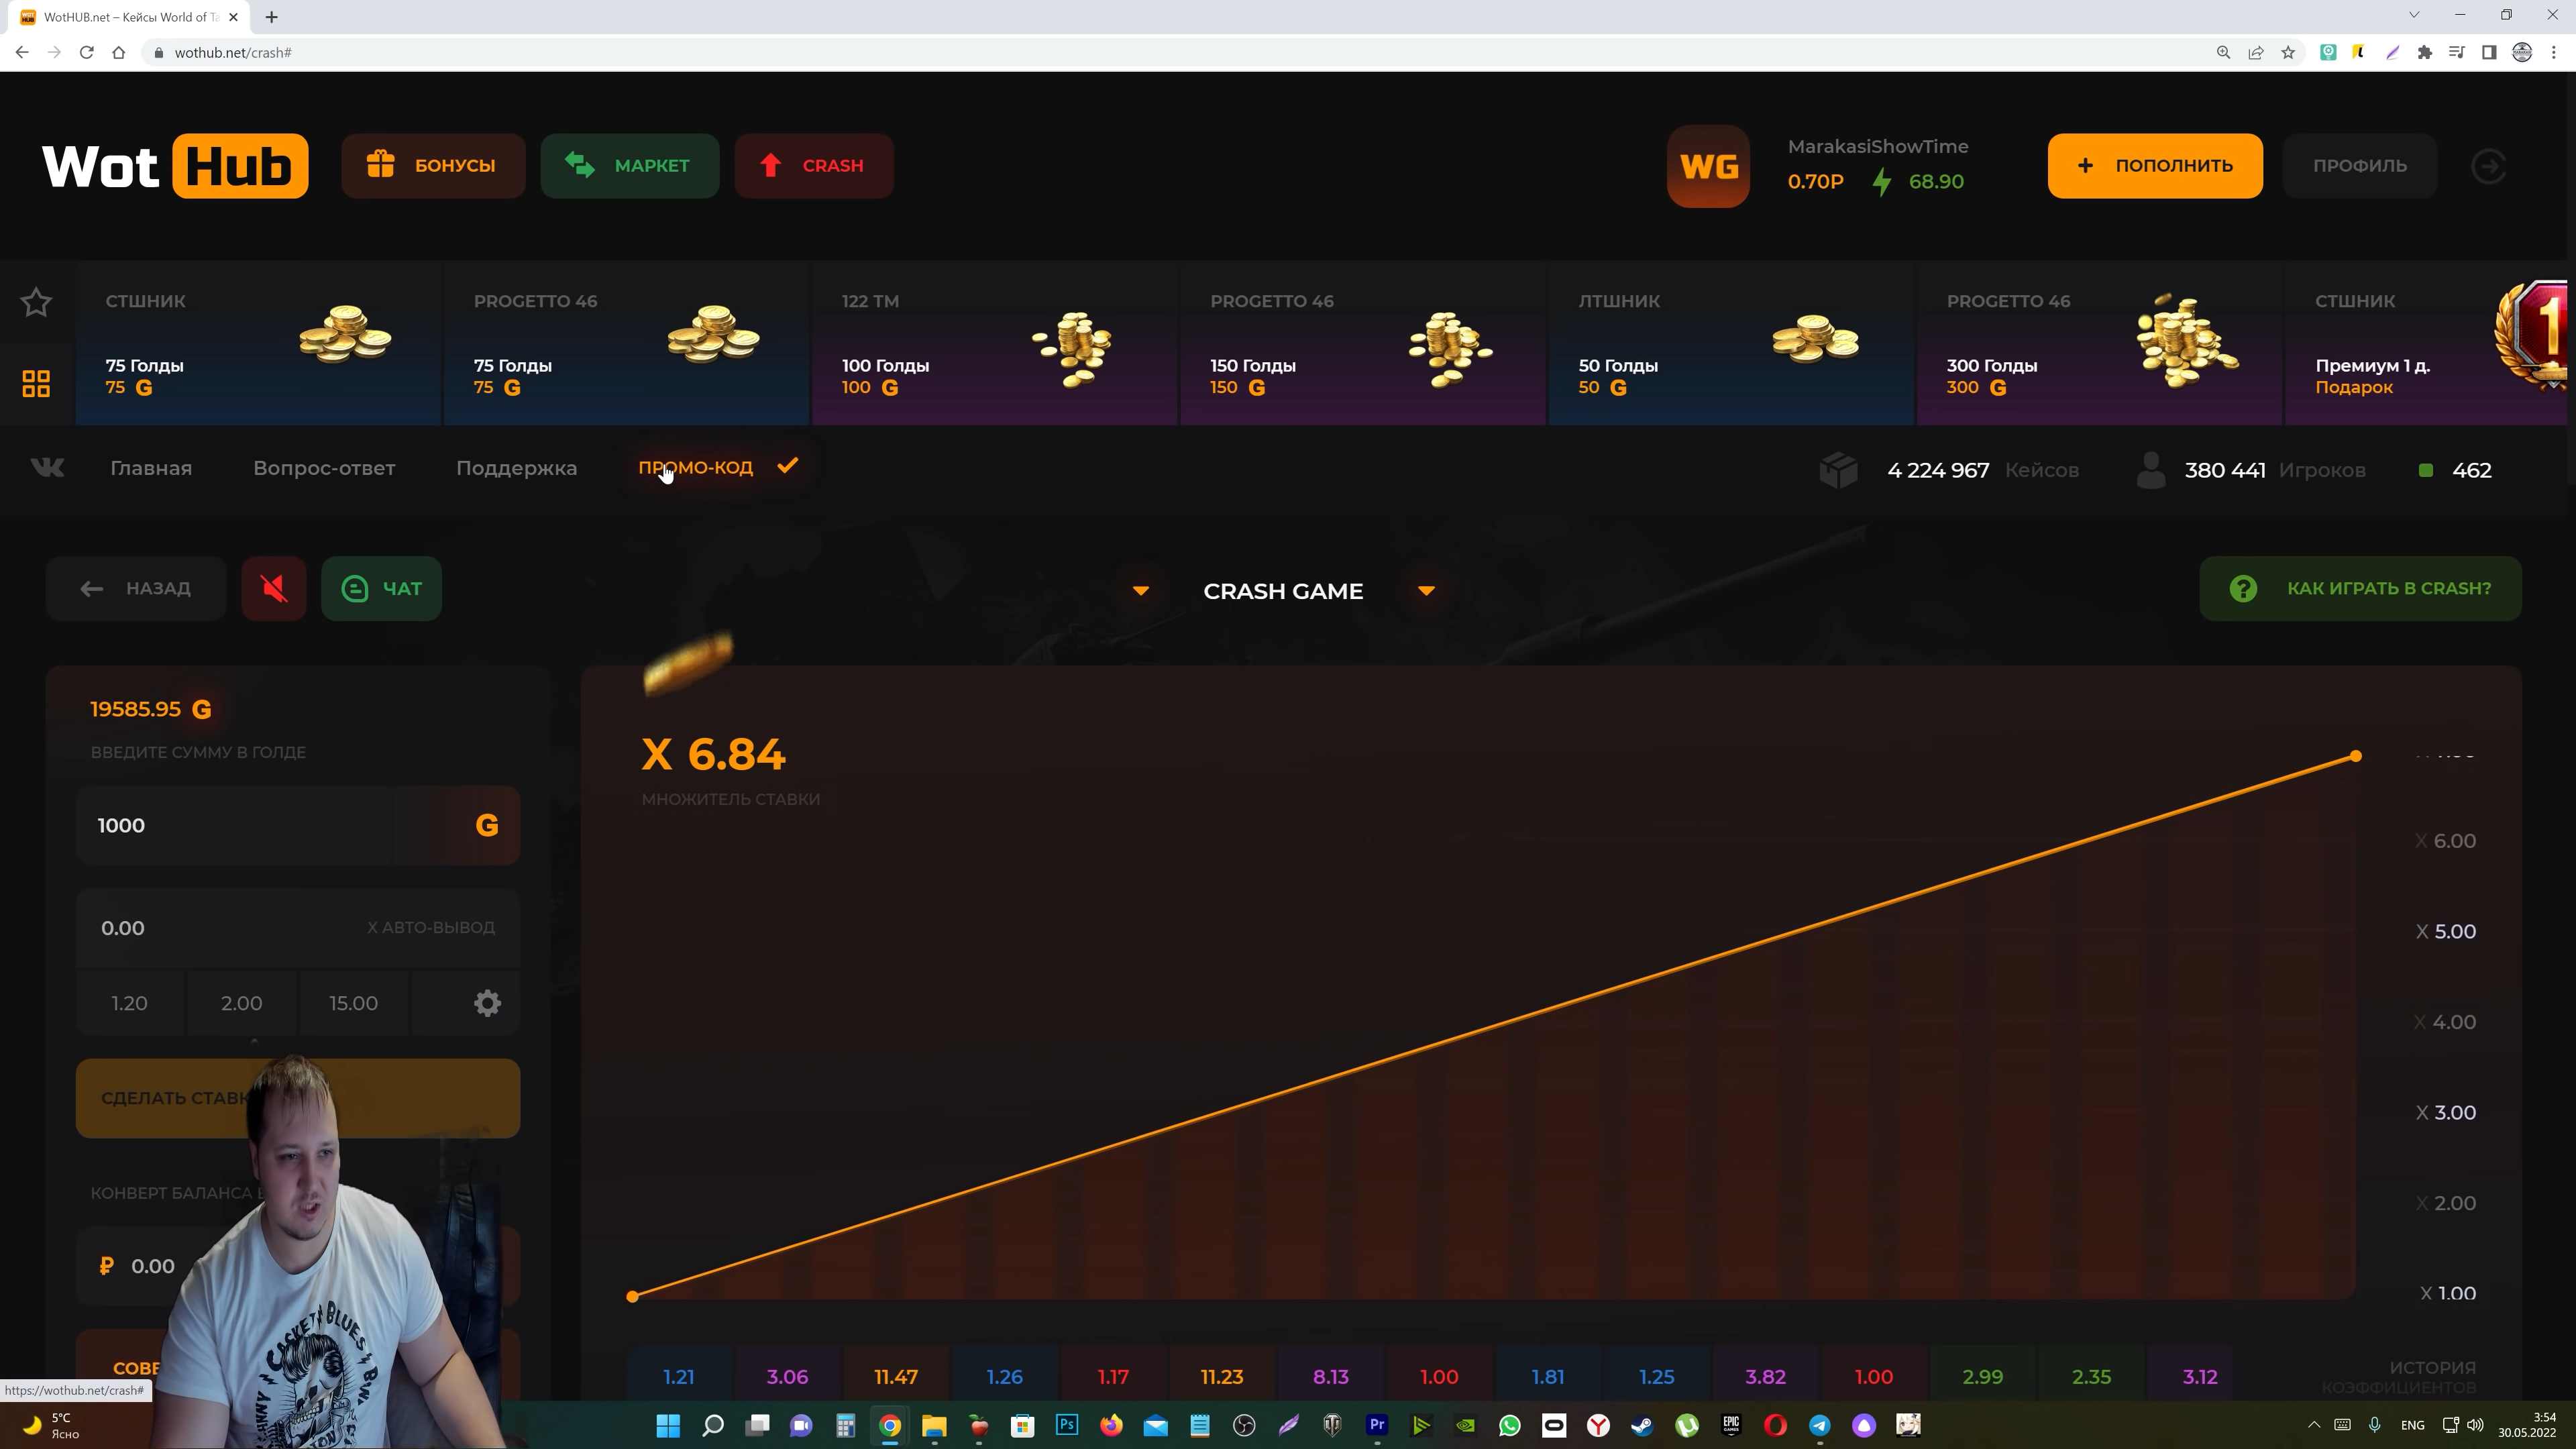 WotHUB.net – Кейсы World of Ta
wothub.net/crash#
Wot Hub
БОНУСЫ
МАРКЕТ
CRASH
WG
MarakasiShowTime
0.70Р 68.90
ПОПОЛНИТЬ
ПРОФИЛЬ
СТШНИК
75 Голды
75 G
PROGETTO 46
75 Голды
75 G
122 TM
100 Голды
100 G
PROGETTO 46
150 Голды
150 G
ЛТШНИК
50 Голды
50 G
PROGETTO 46
300 Голды
300 G
СТШНИК
Премиум 1 д.
Подарок
1
Главная
Вопрос-ответ
Поддержка
ПРОМО-КОД
4 224 967 Кейсов
380 441 Игроков
462
НАЗАД
ЧАТ
CRASH GAME
КАК ИГРАТЬ В CRASH?
19585.95 G
ВВЕДИТЕ СУММУ В ГОЛДЕ
1000 G
0.00 X АВТО-ВЫВОД
1.20 2.00 15.00
СДЕЛАТЬ СТАВК
КОНВЕРТ БАЛАНСА
₽ 0.00
СОВЕ
X 6.84
МНОЖИТЕЛЬ СТАВКИ
X 6.00
X 5.00
X 4.00
X 3.00
X 2.00
X 1.00
1.21 3.06 11.47 1.26 1.17 11.23 8.13 1.00 1.81 1.25 3.82 1.00 2.99 2.35 3.12
ИСТОРИЯ
КОЭФФИЦИЕНТОВ
https://wothub.net/crash#
5°C
Ясно
Ps
Pr
EPIC GAMES
ENG
3:54
30.05.2022